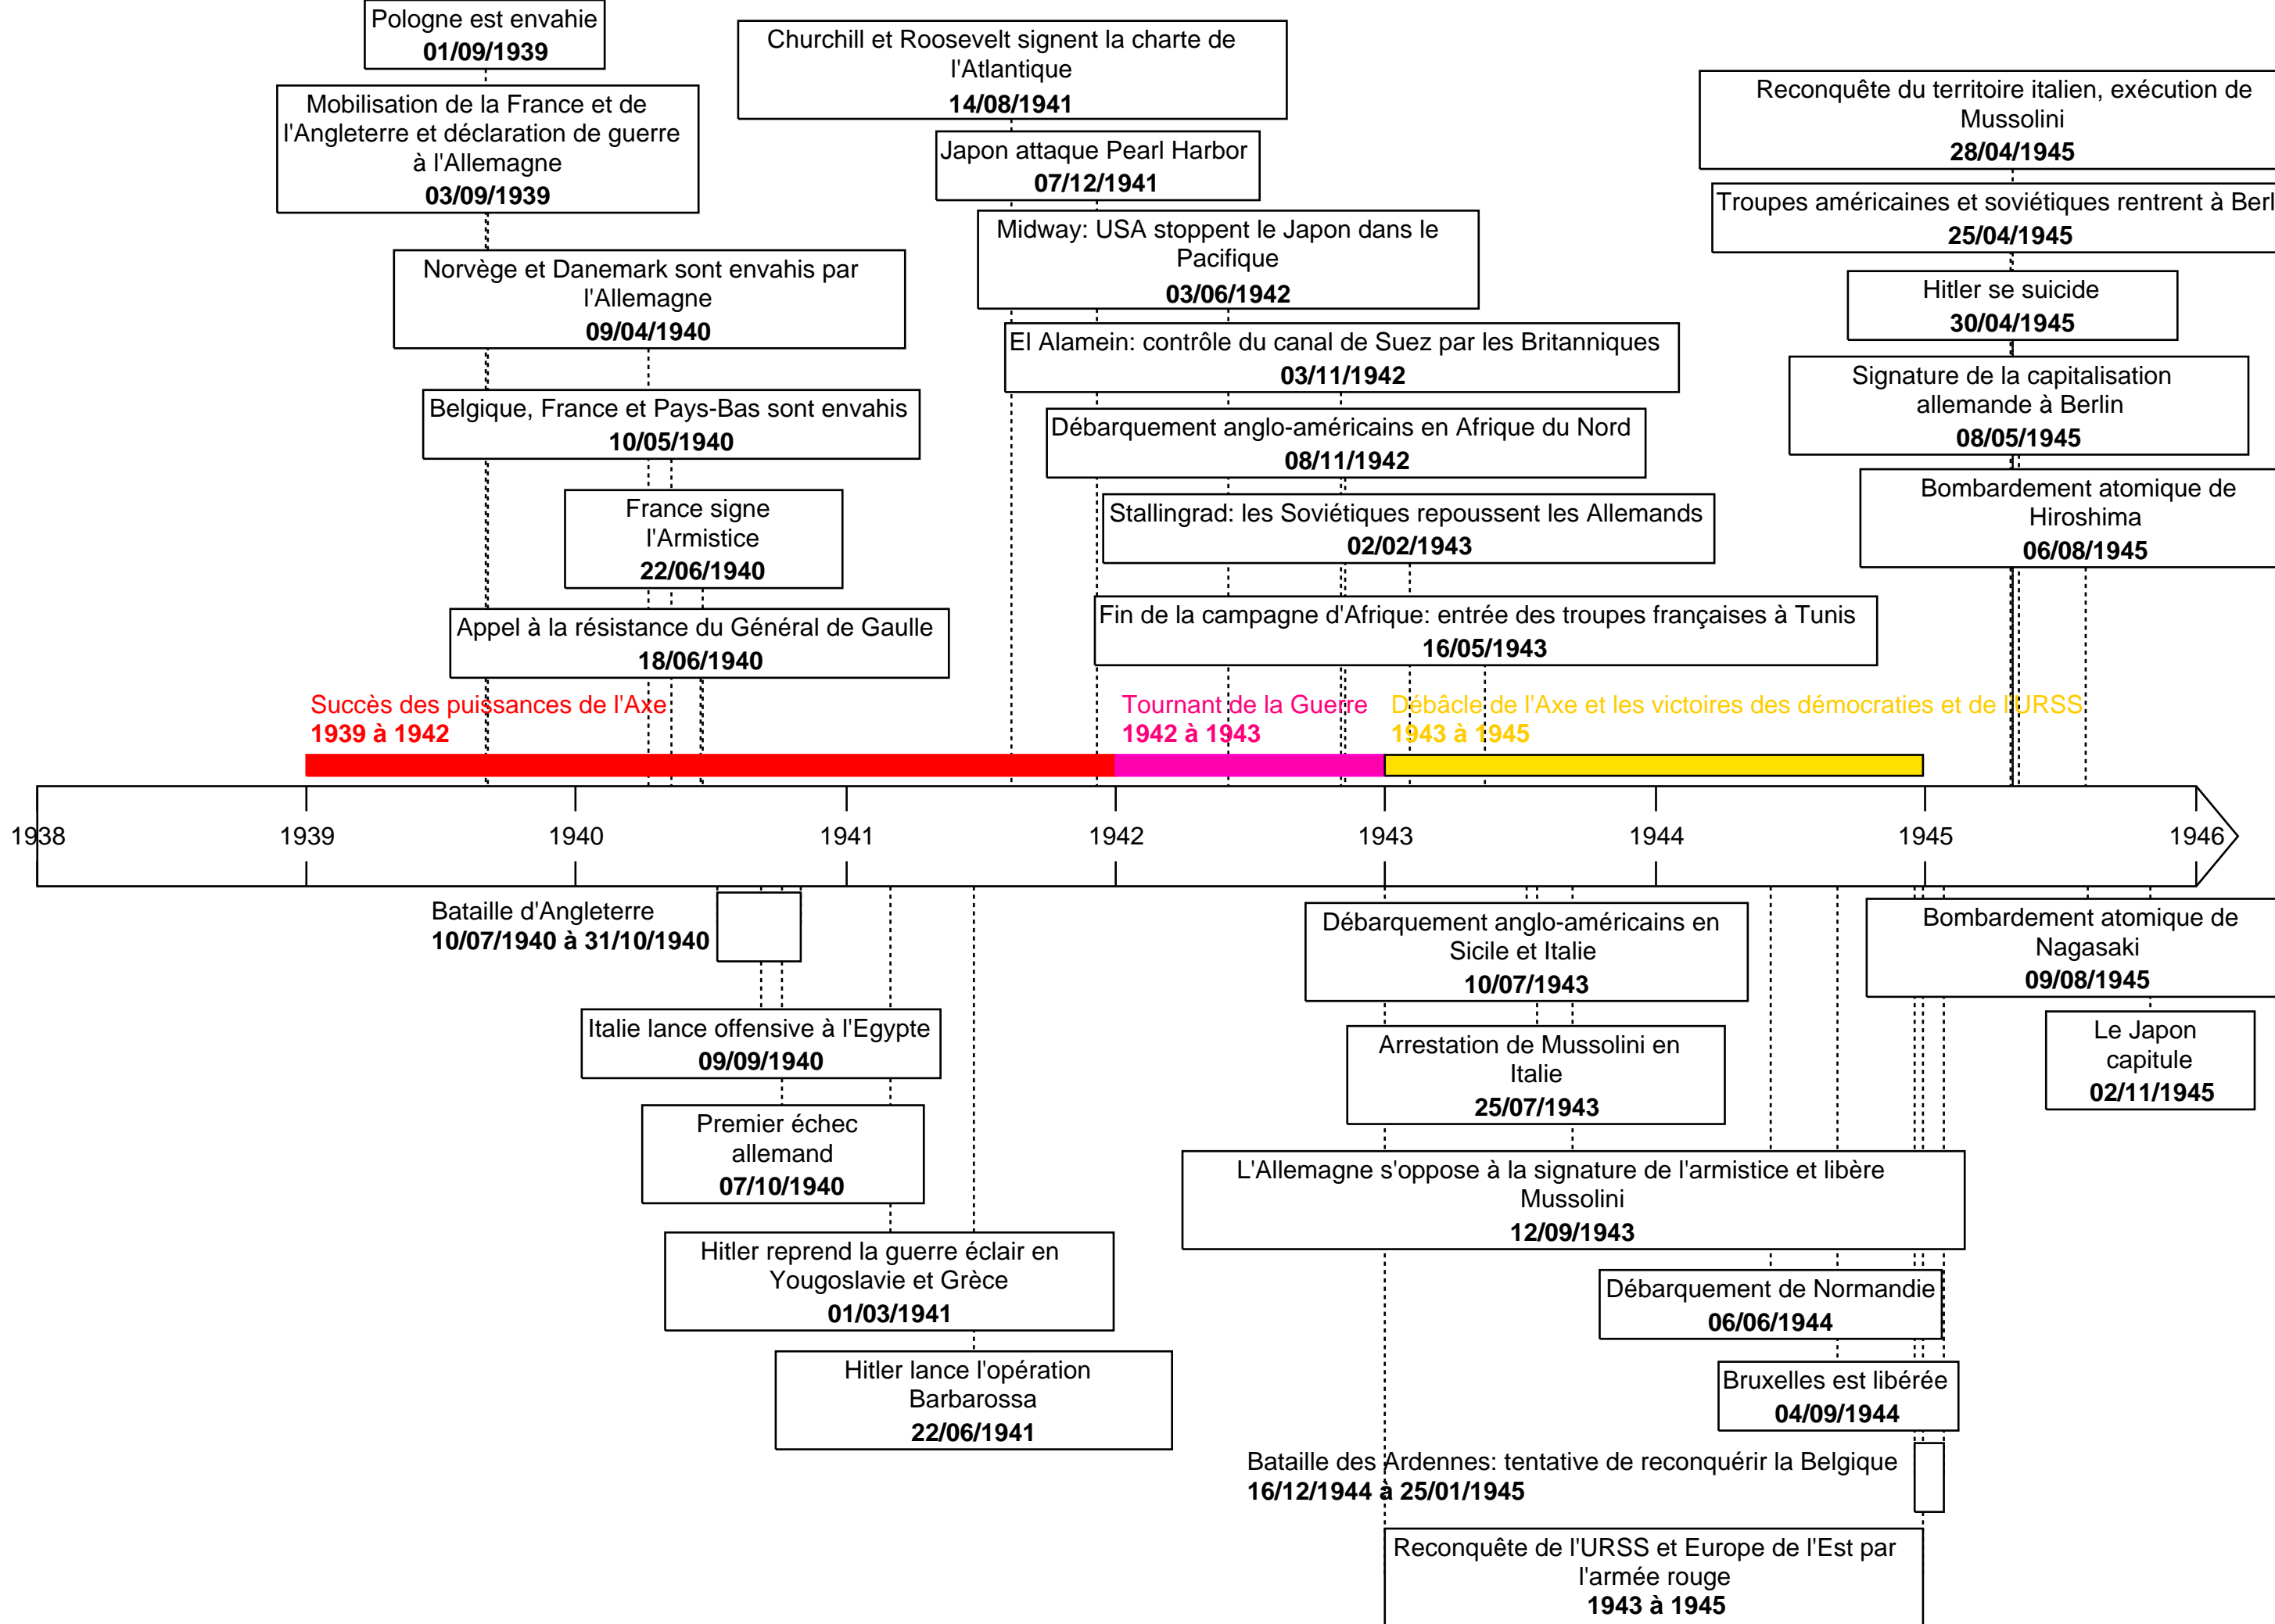 Pologne est envahie
01/09/1939
Mobilisation de la France et de
l'Angleterre et déclaration de guerre
à l'Allemagne
03/09/1939
Norvège et Danemark sont envahis par
l'Allemagne
09/04/1940
Belgique, France et Pays-Bas sont envahis
10/05/1940
France signe
l'Armistice
22/06/1940
Appel à la résistance du Général de Gaulle
18/06/1940
Churchill et Roosevelt signent la charte de
l'Atlantique
14/08/1941
Japon attaque Pearl Harbor
07/12/1941
Midway: USA stoppent le Japon dans le
Pacifique
03/06/1942
El Alamein: contrôle du canal de Suez par les Britanniques
03/11/1942
Débarquement anglo-américains en Afrique du Nord
08/11/1942
Stallingrad: les Soviétiques repoussent les Allemands
02/02/1943
Fin de la campagne d'Afrique: entrée des troupes françaises à Tunis
16/05/1943
Reconquête du territoire italien, exécution de
Mussolini
28/04/1945
Troupes américaines et soviétiques rentrent à Berl
25/04/1945
Hitler se suicide
30/04/1945
Signature de la capitalisation
allemande à Berlin
08/05/1945
Bombardement atomique de
Hiroshima
06/08/1945
Succès des puissances de l'Axe
1939 à 1942
Tournant de la Guerre
1942 à 1943
Débâcle de l'Axe et les victoires des démocraties et de l'URSS
1943 à 1945
1938 1939 1940 1941 1942 1943 1944 1945 1946
Bataille d'Angleterre
10/07/1940 à 31/10/1940
Italie lance offensive à l'Egypte
09/09/1940
Premier échec
allemand
07/10/1940
Hitler reprend la guerre éclair en
Yougoslavie et Grèce
01/03/1941
Hitler lance l'opération
Barbarossa
22/06/1941
Débarquement anglo-américains en
Sicile et Italie
10/07/1943
Arrestation de Mussolini en
Italie
25/07/1943
L'Allemagne s'oppose à la signature de l'armistice et libère
Mussolini
12/09/1943
Débarquement de Normandie
06/06/1944
Bruxelles est libérée
04/09/1944
Bataille des Ardennes: tentative de reconquérir la Belgique
16/12/1944 à 25/01/1945
Reconquête de l'URSS et Europe de l'Est par
l'armée rouge
1943 à 1945
Bombardement atomique de
Nagasaki
09/08/1945
Le Japon
capitule
02/11/1945